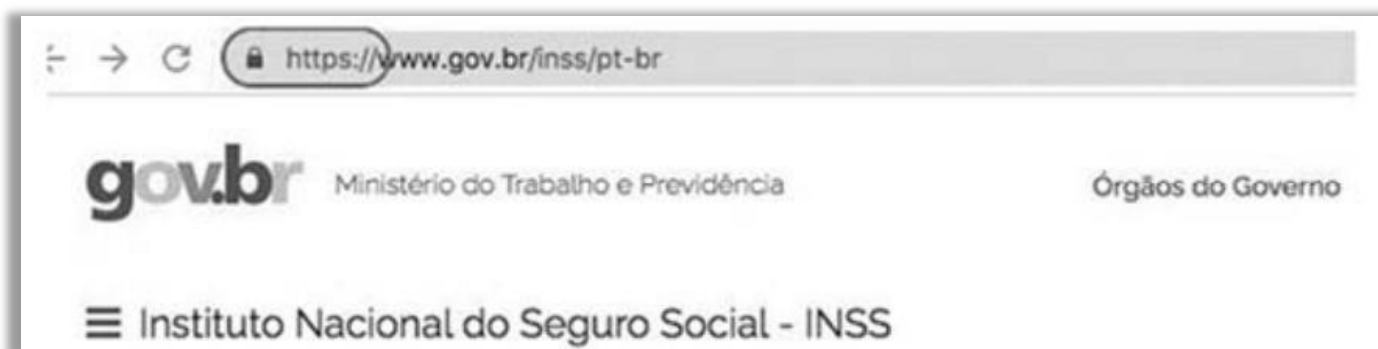 https://www.gov.br/inss/pt-br
gov.br Ministério do Trabalho e Previdência Órgãos do Governo
Instituto Nacional do Seguro Social - INSS